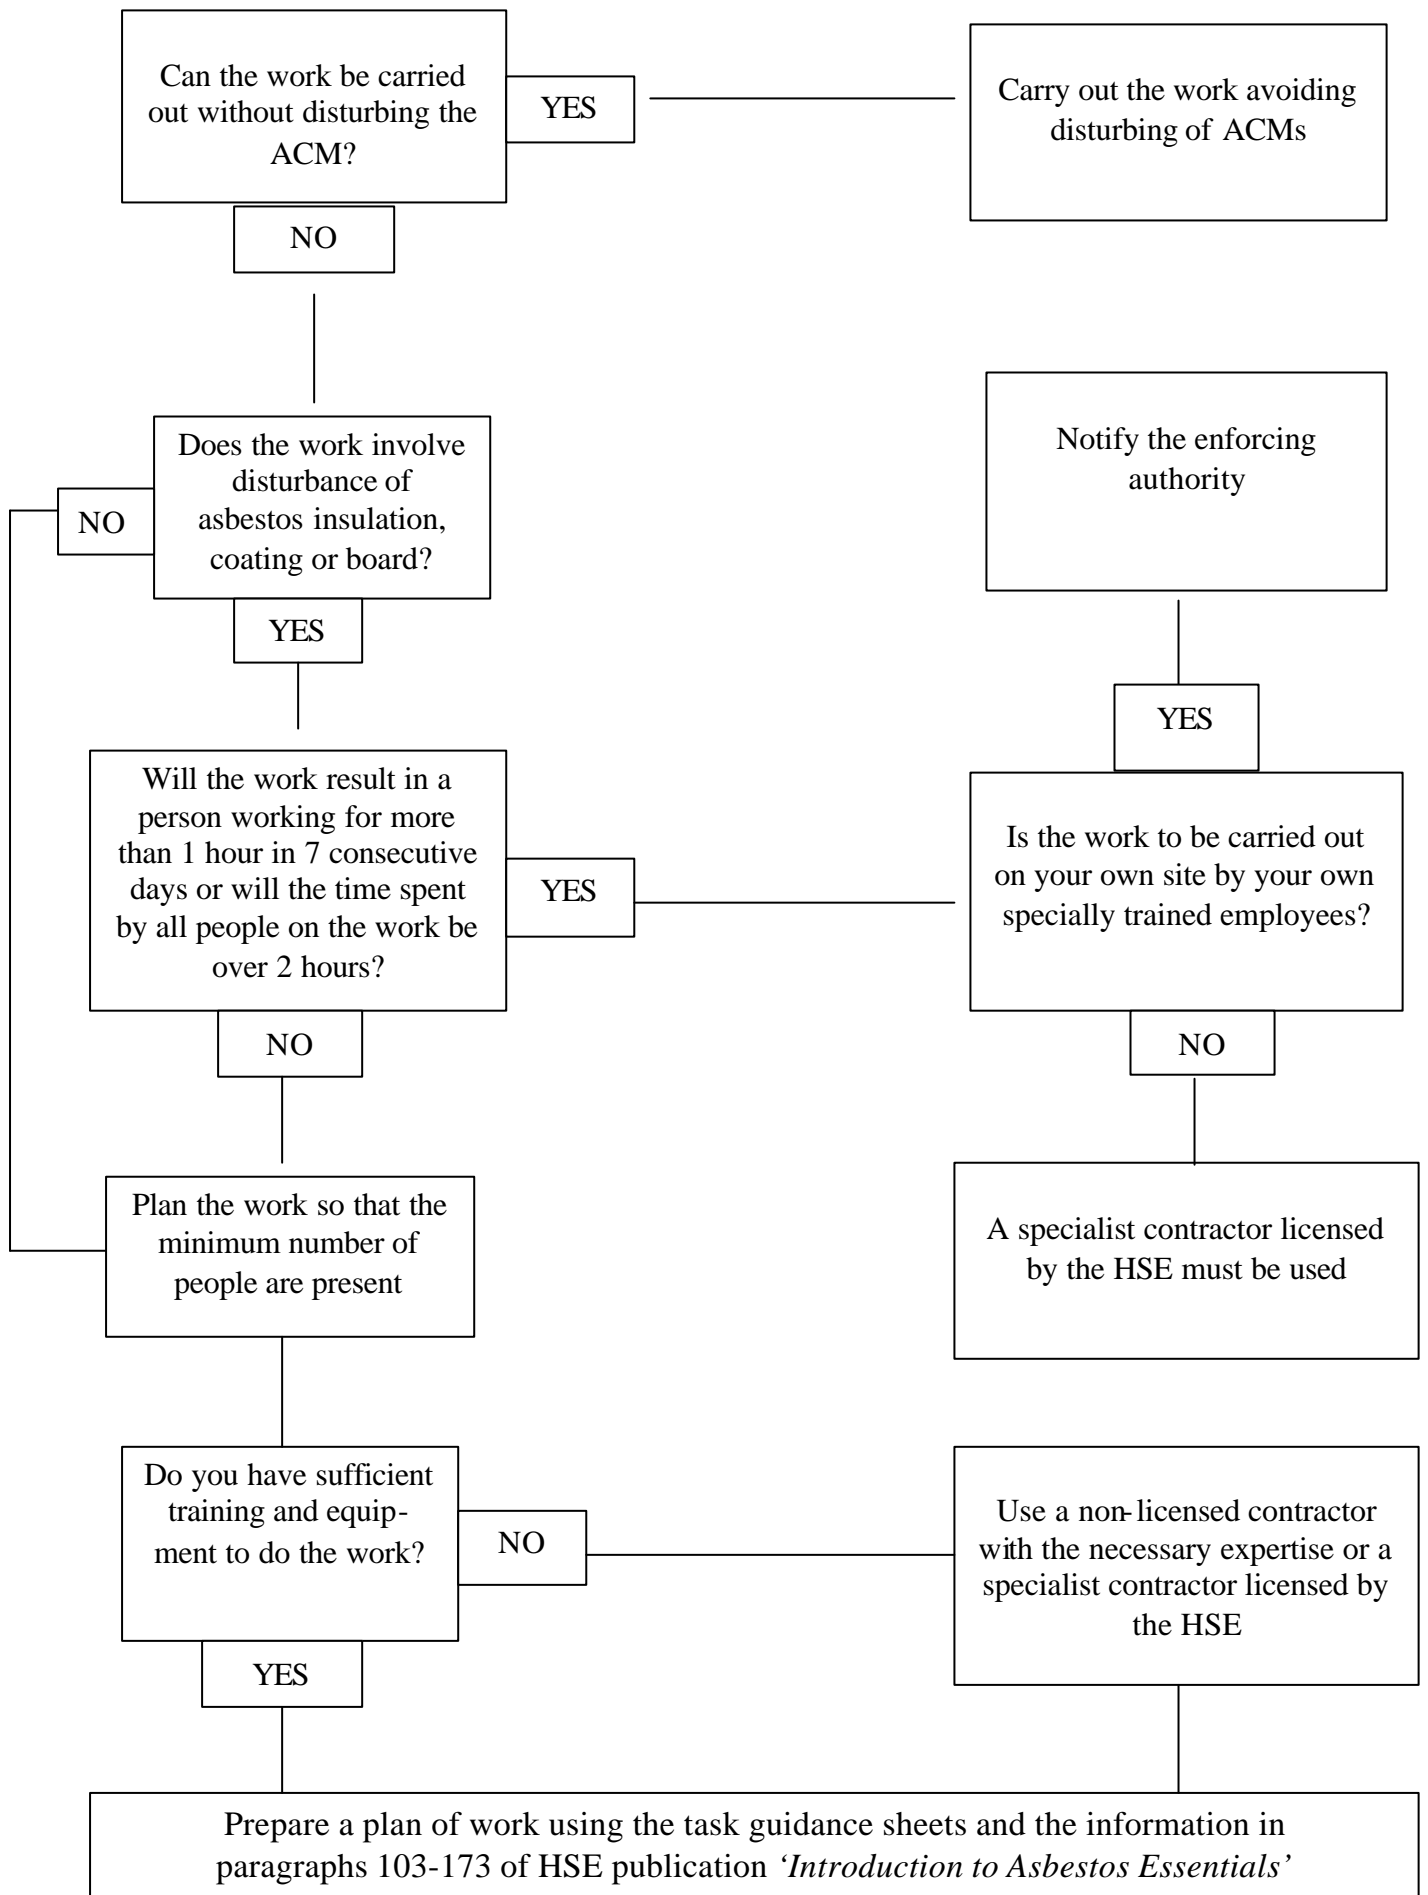 Can the work be carried
out without disturbing the
ACM?
YES
Carry out the work avoiding
disturbing of ACMs
NO
Does the work involve
disturbance of
asbestos insulation,
coating or board?
NO
YES
Notify the enforcing
authority
YES
Will the work result in a
person working for more
than 1 hour in 7 consecutive
days or will the time spent
by all people on the work be
over 2 hours?
YES
Is the work to be carried out
on your own site by your own
specially trained employees?
NO
NO
Plan the work so that the
minimum number of
people are present
A specialist contractor licensed
by the HSE must be used
Do you have sufficient
training and equip-
ment to do the work?
NO
Use a non-licensed contractor
with the necessary expertise or a
specialist contractor licensed by
the HSE
YES
Prepare a plan of work using the task guidance sheets and the information in
paragraphs 103-173 of HSE publication ‘Introduction to Asbestos Essentials’